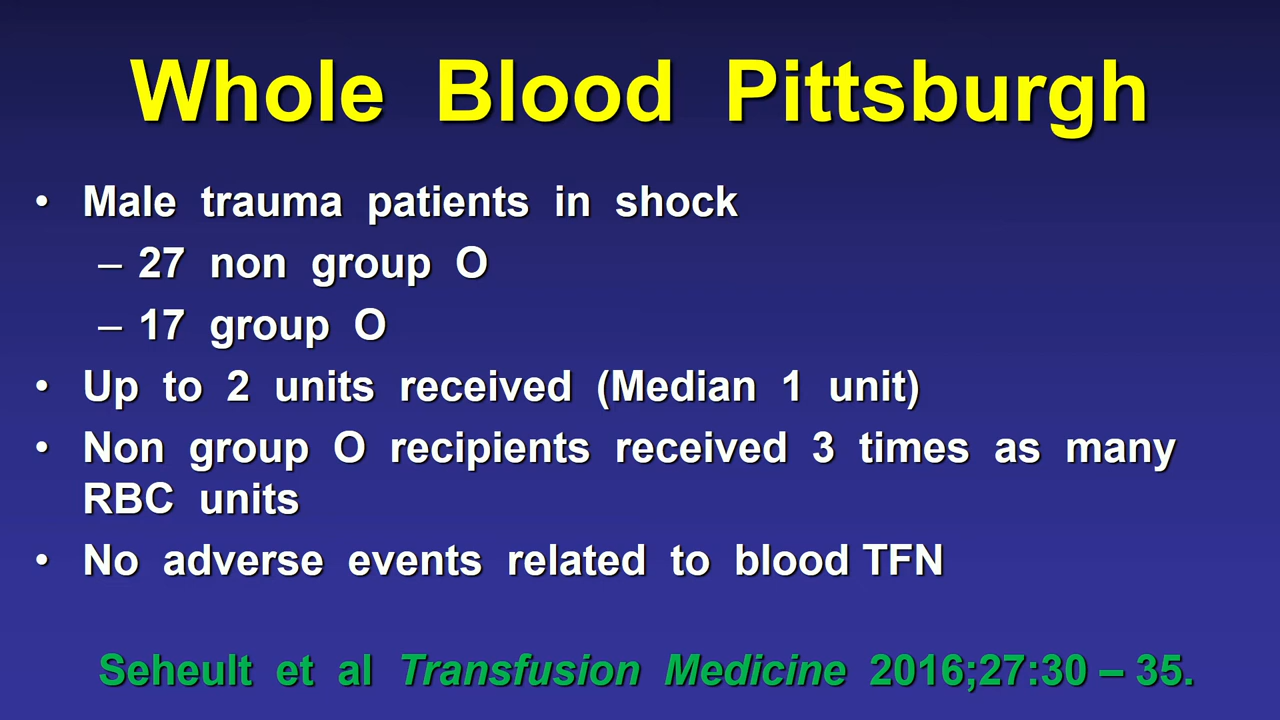 Whole Blood Pittsburgh
• Male trauma patients in shock
– 27 non group O
– 17 group O
• Up to 2 units received (Median 1 unit)
• Non group O recipients received 3 times as many
RBC units
• No adverse events related to blood TFN
Seheult et al Transfusion Medicine 2016;27:30 – 35.